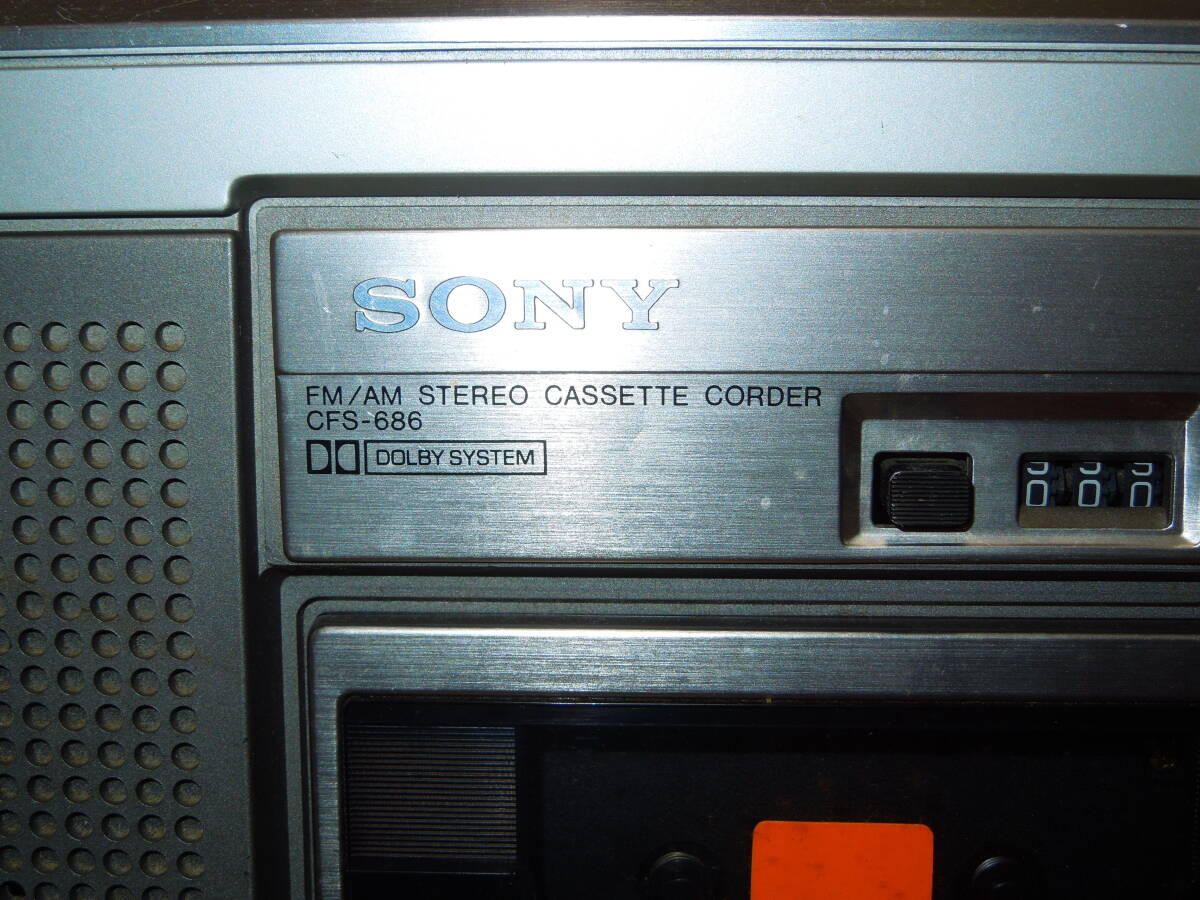 SONY
FM/AM STEREO CASSETTE CORDER
CFS-686
DOLBY SYSTEM
000